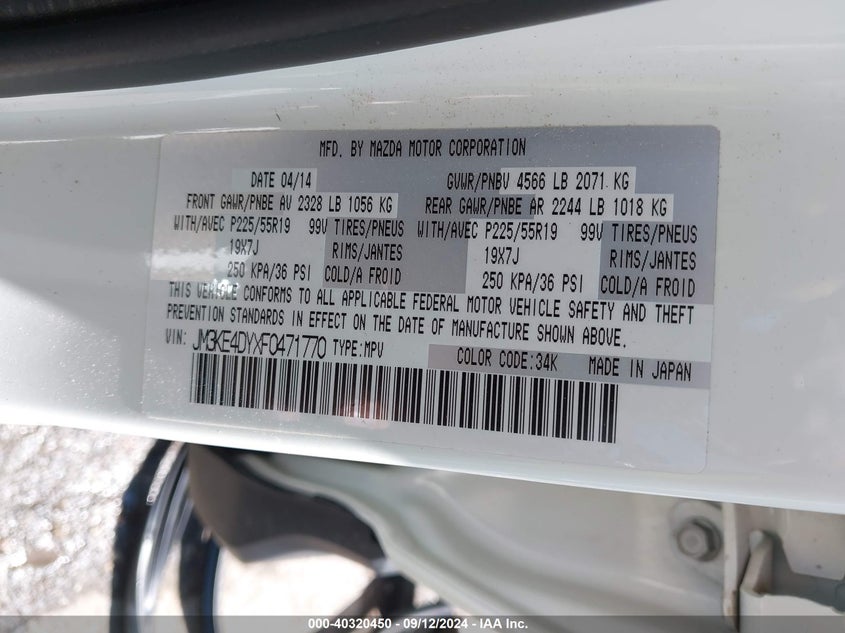 MFD. BY MAZDA MOTOR CORPORATION
DATE 04/14 GVWR/PNBV 4566 LB 2071 KG
FRONT GAWR/PNBE AV 2328 LB 1056 KG REAR GAWR/PNBE AR 2244 LB 1018 KG
WITH/AVEC P225/55R19 99V TIRES/PNEUS WITH/AVEC P225/55R19 99V TIRES/PNEUS
19X7J RIMS/JANTES 19X7J RIMS/JANTES
250 KPA/36 PSI COLD/A FROID 250 KPA/36 PSI COLD/A FROID
THIS VEHICLE CONFORMS TO ALL APPLICABLE FEDERAL MOTOR VEHICLE SAFETY AND THEFT
PREVENTION STANDARDS IN EFFECT ON THE DATE OF MANUFACTURE SHOWN ABOVE.
VIN: JM3KE4DYXF0471770 TYPE:MPV COLOR CODE:34K MADE IN JAPAN
000-40320450 - 09/12/2024 - IAA Inc.